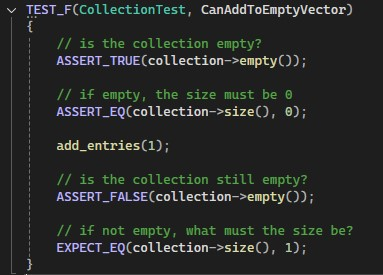 TEST_F(CollectionTest, CanAddToEmptyVector)
{
// is the collection empty?
ASSERT_TRUE(collection->empty());
// if empty, the size must be 0
ASSERT_EQ(collection->size(), 0);
add_entries(1);
// is the collection still empty?
ASSERT_FALSE(collection->empty());
// if not empty, what must the size be?
EXPECT_EQ(collection->size(), 1);
}